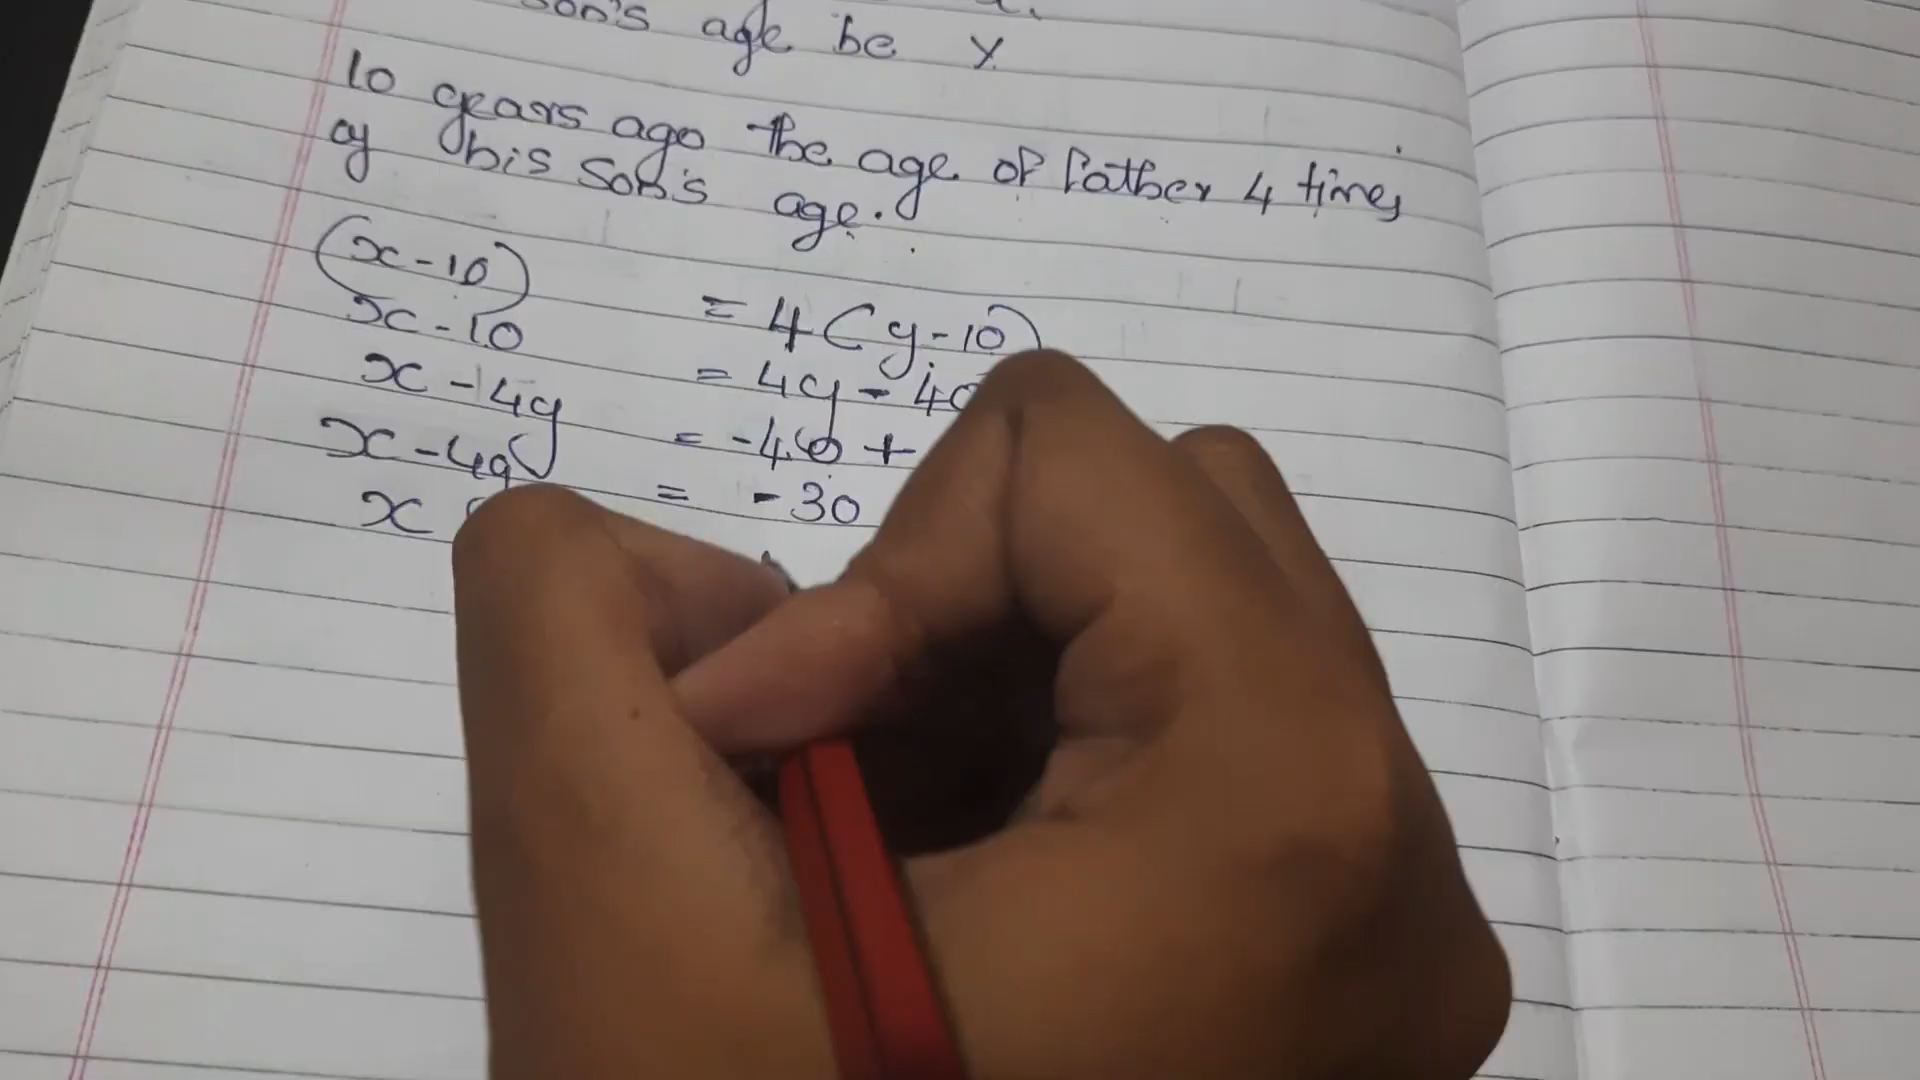 son's age be y
10 years ago the age of father 4 times
of his son's age.
(x-10) = 4(y-10)
x-10 = 4y-40
x-4y = -40+
x-4y = -30
x